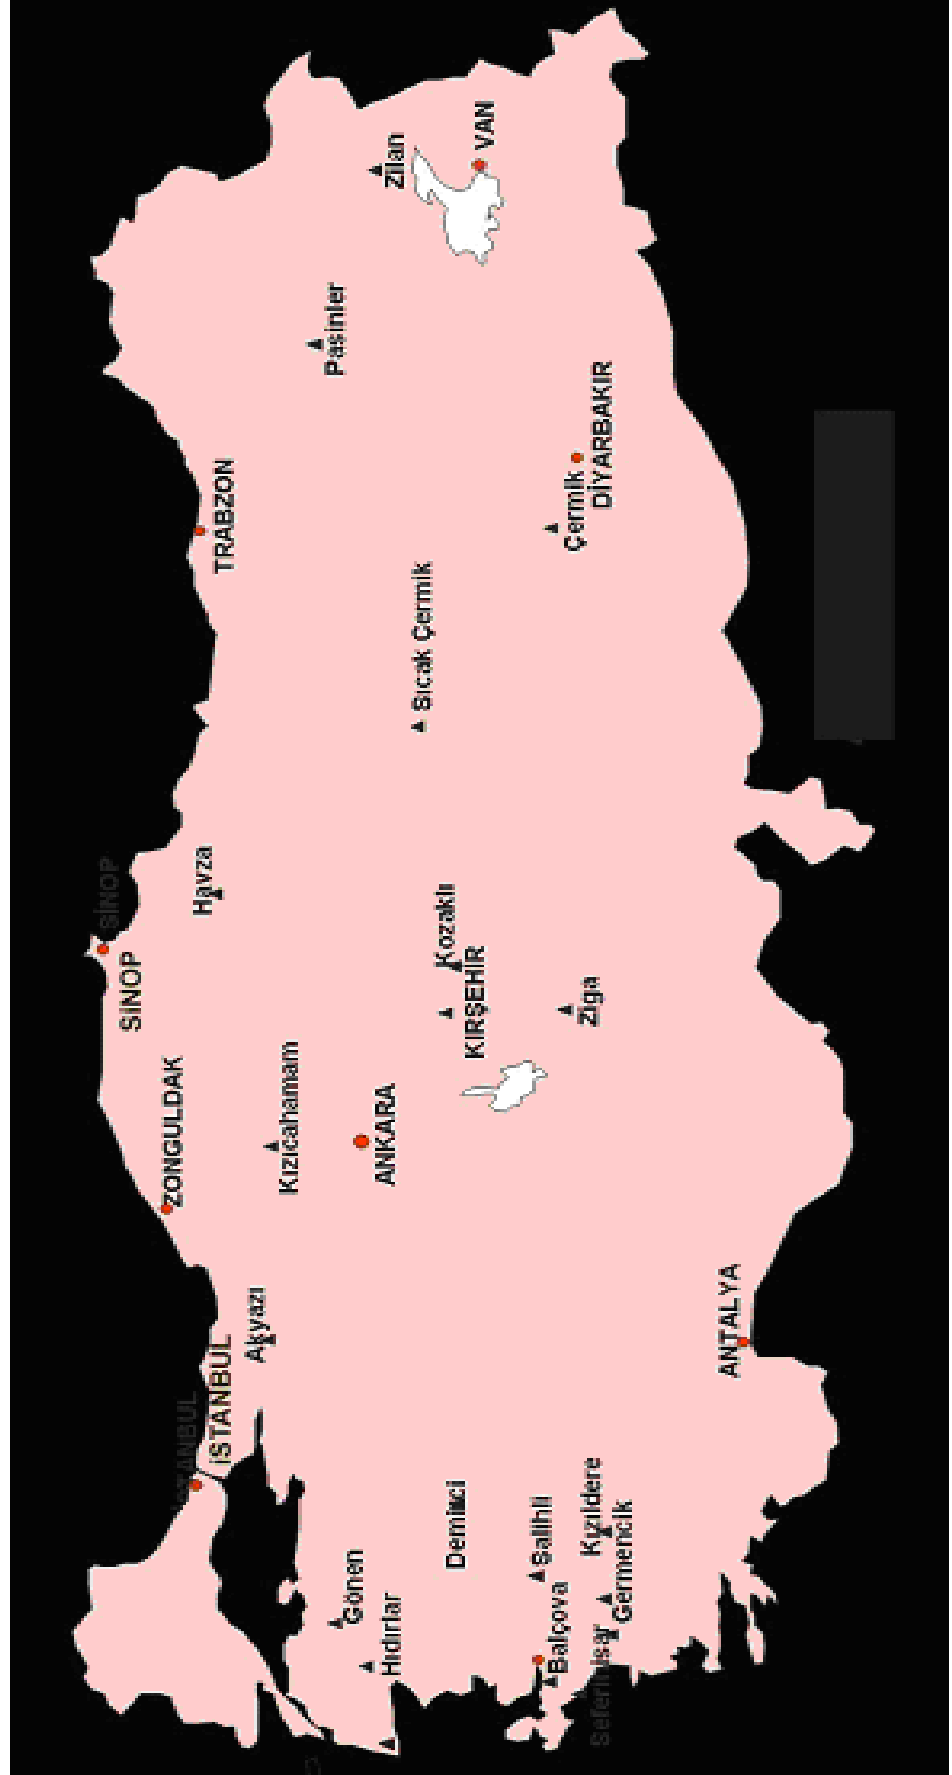 SİNOP
SİNOP
ZONGULDAK
İSTANBUL
İSTANBUL
Akyazı
Kızıcahamam
ANKARA
Havza
TRABZON
Pasinler
Zilan
VAN
Gönen
Hıdırlar
Sıcak Çermik
Kozaklı
KIRŞEHİR
Demirci
Salihli
Balçova
Ziga
Çermik
DİYARBAKIR
Kızıldere
Germencik
Seferihisar
ANTALYA